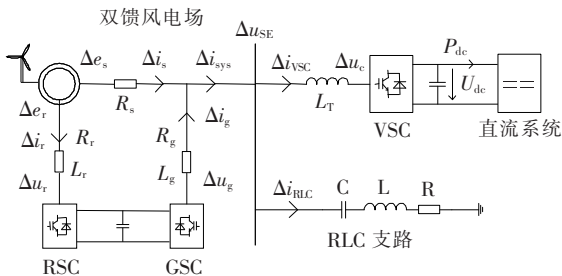 双馈风电场
Δu_SE
Δe_s
Δi_s
Δi_sys
Δi_VSC
Δu_c
P_dc
U_dc
R_s
L_T
VSC
直流系统
Δe_r
Δi_r
R_r
L_r
Δu_r
Δi_g
R_g
L_g
Δu_g
Δi_RLC
C
L
R
RLC 支路
RSC
GSC